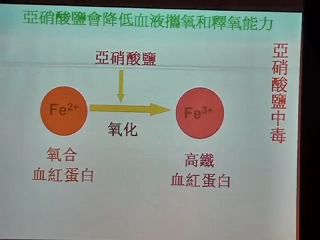 亞硝酸鹽會降低血液攜氧和釋氧能力
亞硝酸鹽
Fe²⁺
Fe³⁺
氧化
氧合
血紅蛋白
高鐵
血紅蛋白
亞硝酸鹽中毒